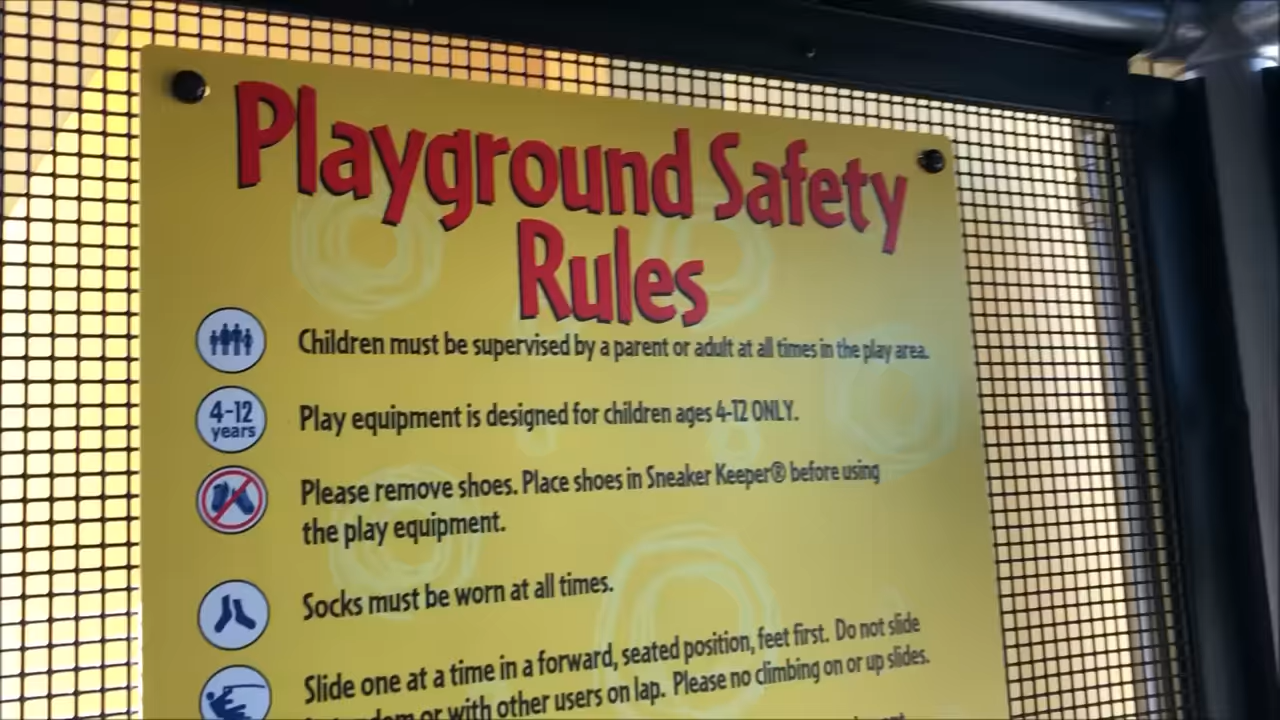 Playground Safety
Rules
Children must be supervised by a parent or adult at all times in the play area.
4-12
years
Play equipment is designed for children ages 4-12 ONLY.
Please remove shoes. Place shoes in Sneaker Keeper® before using
the play equipment.
Socks must be worn at all times.
Slide one at a time in a forward, seated position, feet first. Do not slide
or with other users on lap. Please no climbing on or up slides.